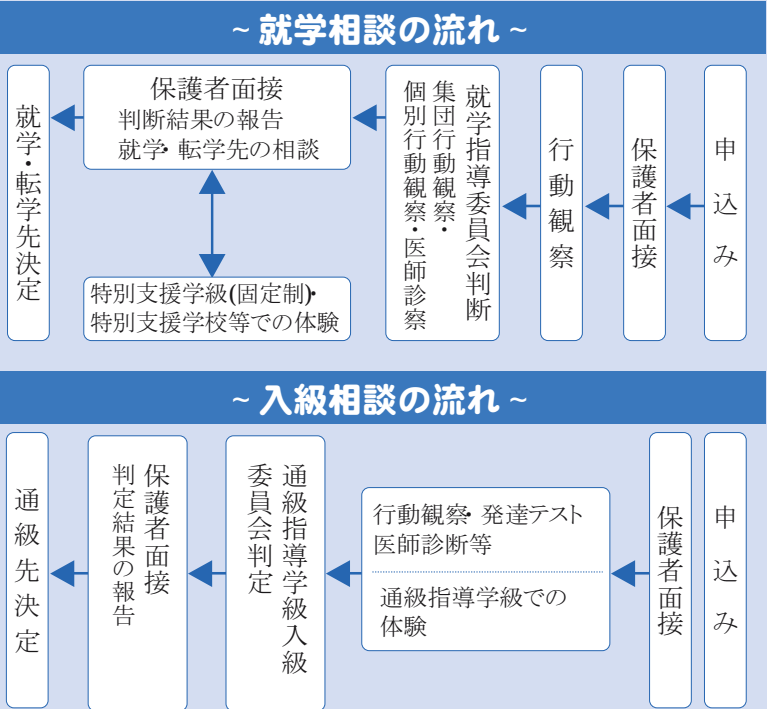 ~ 就学相談の流れ ~
申込み
保護者面接
行動観察
就学指導委員会判断
集団行動観察・
個別行動観察・医師診察
保護者面接
判断結果の報告
就学・転学先の相談
特別支援学級(固定制)・
特別支援学校等での体験
就学・転学先決定
~ 入級相談の流れ ~
申込み
保護者面接
行動観察・発達テスト
医師診断等
通級指導学級での
体験
通級指導学級入級
委員会判定
保護者面接
判定結果の報告
通級先決定